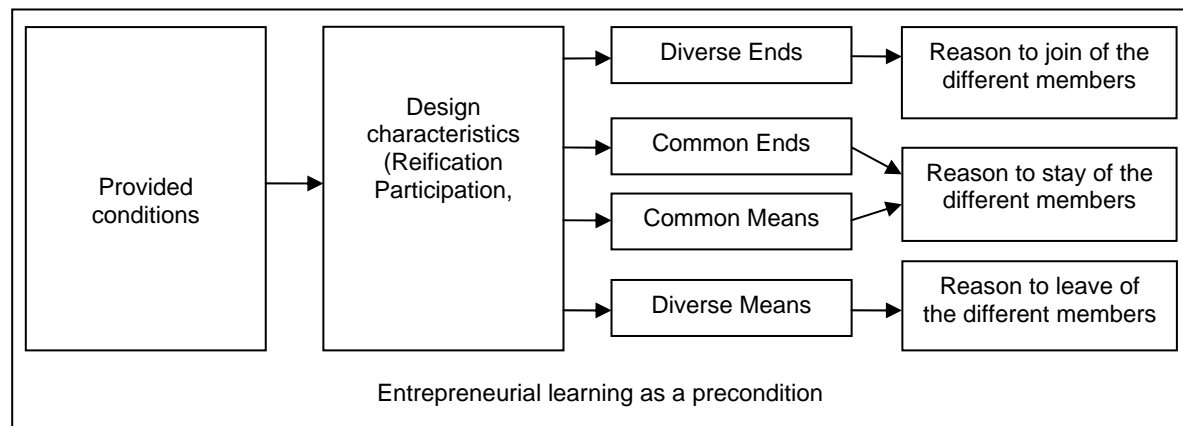 Provided
conditions
Design
characteristics
(Reification
Participation,
Diverse Ends
Common Ends
Common Means
Diverse Means
Reason to join of the
different members
Reason to stay of the
different members
Reason to leave of
the different members
Entrepreneurial learning as a precondition